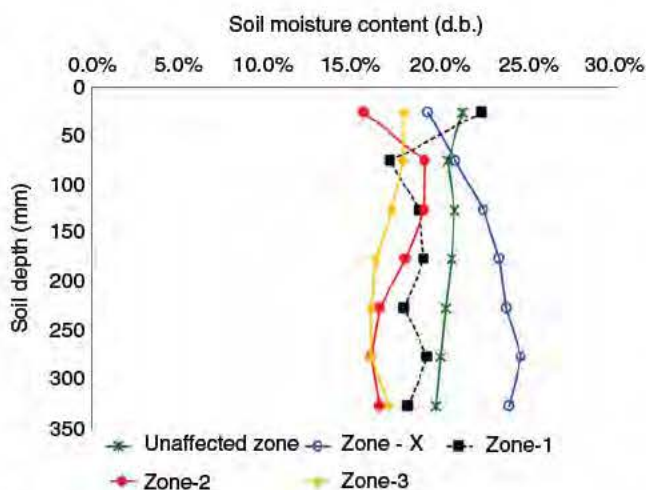 Soil moisture content (d.b.)
0.0% 5.0% 10.0% 15.0% 20.0% 25.0% 30.0%
0
50
100
150
200
250
300
350
Soil depth (mm)
Unaffected zone Zone - X Zone-1
Zone-2 Zone-3